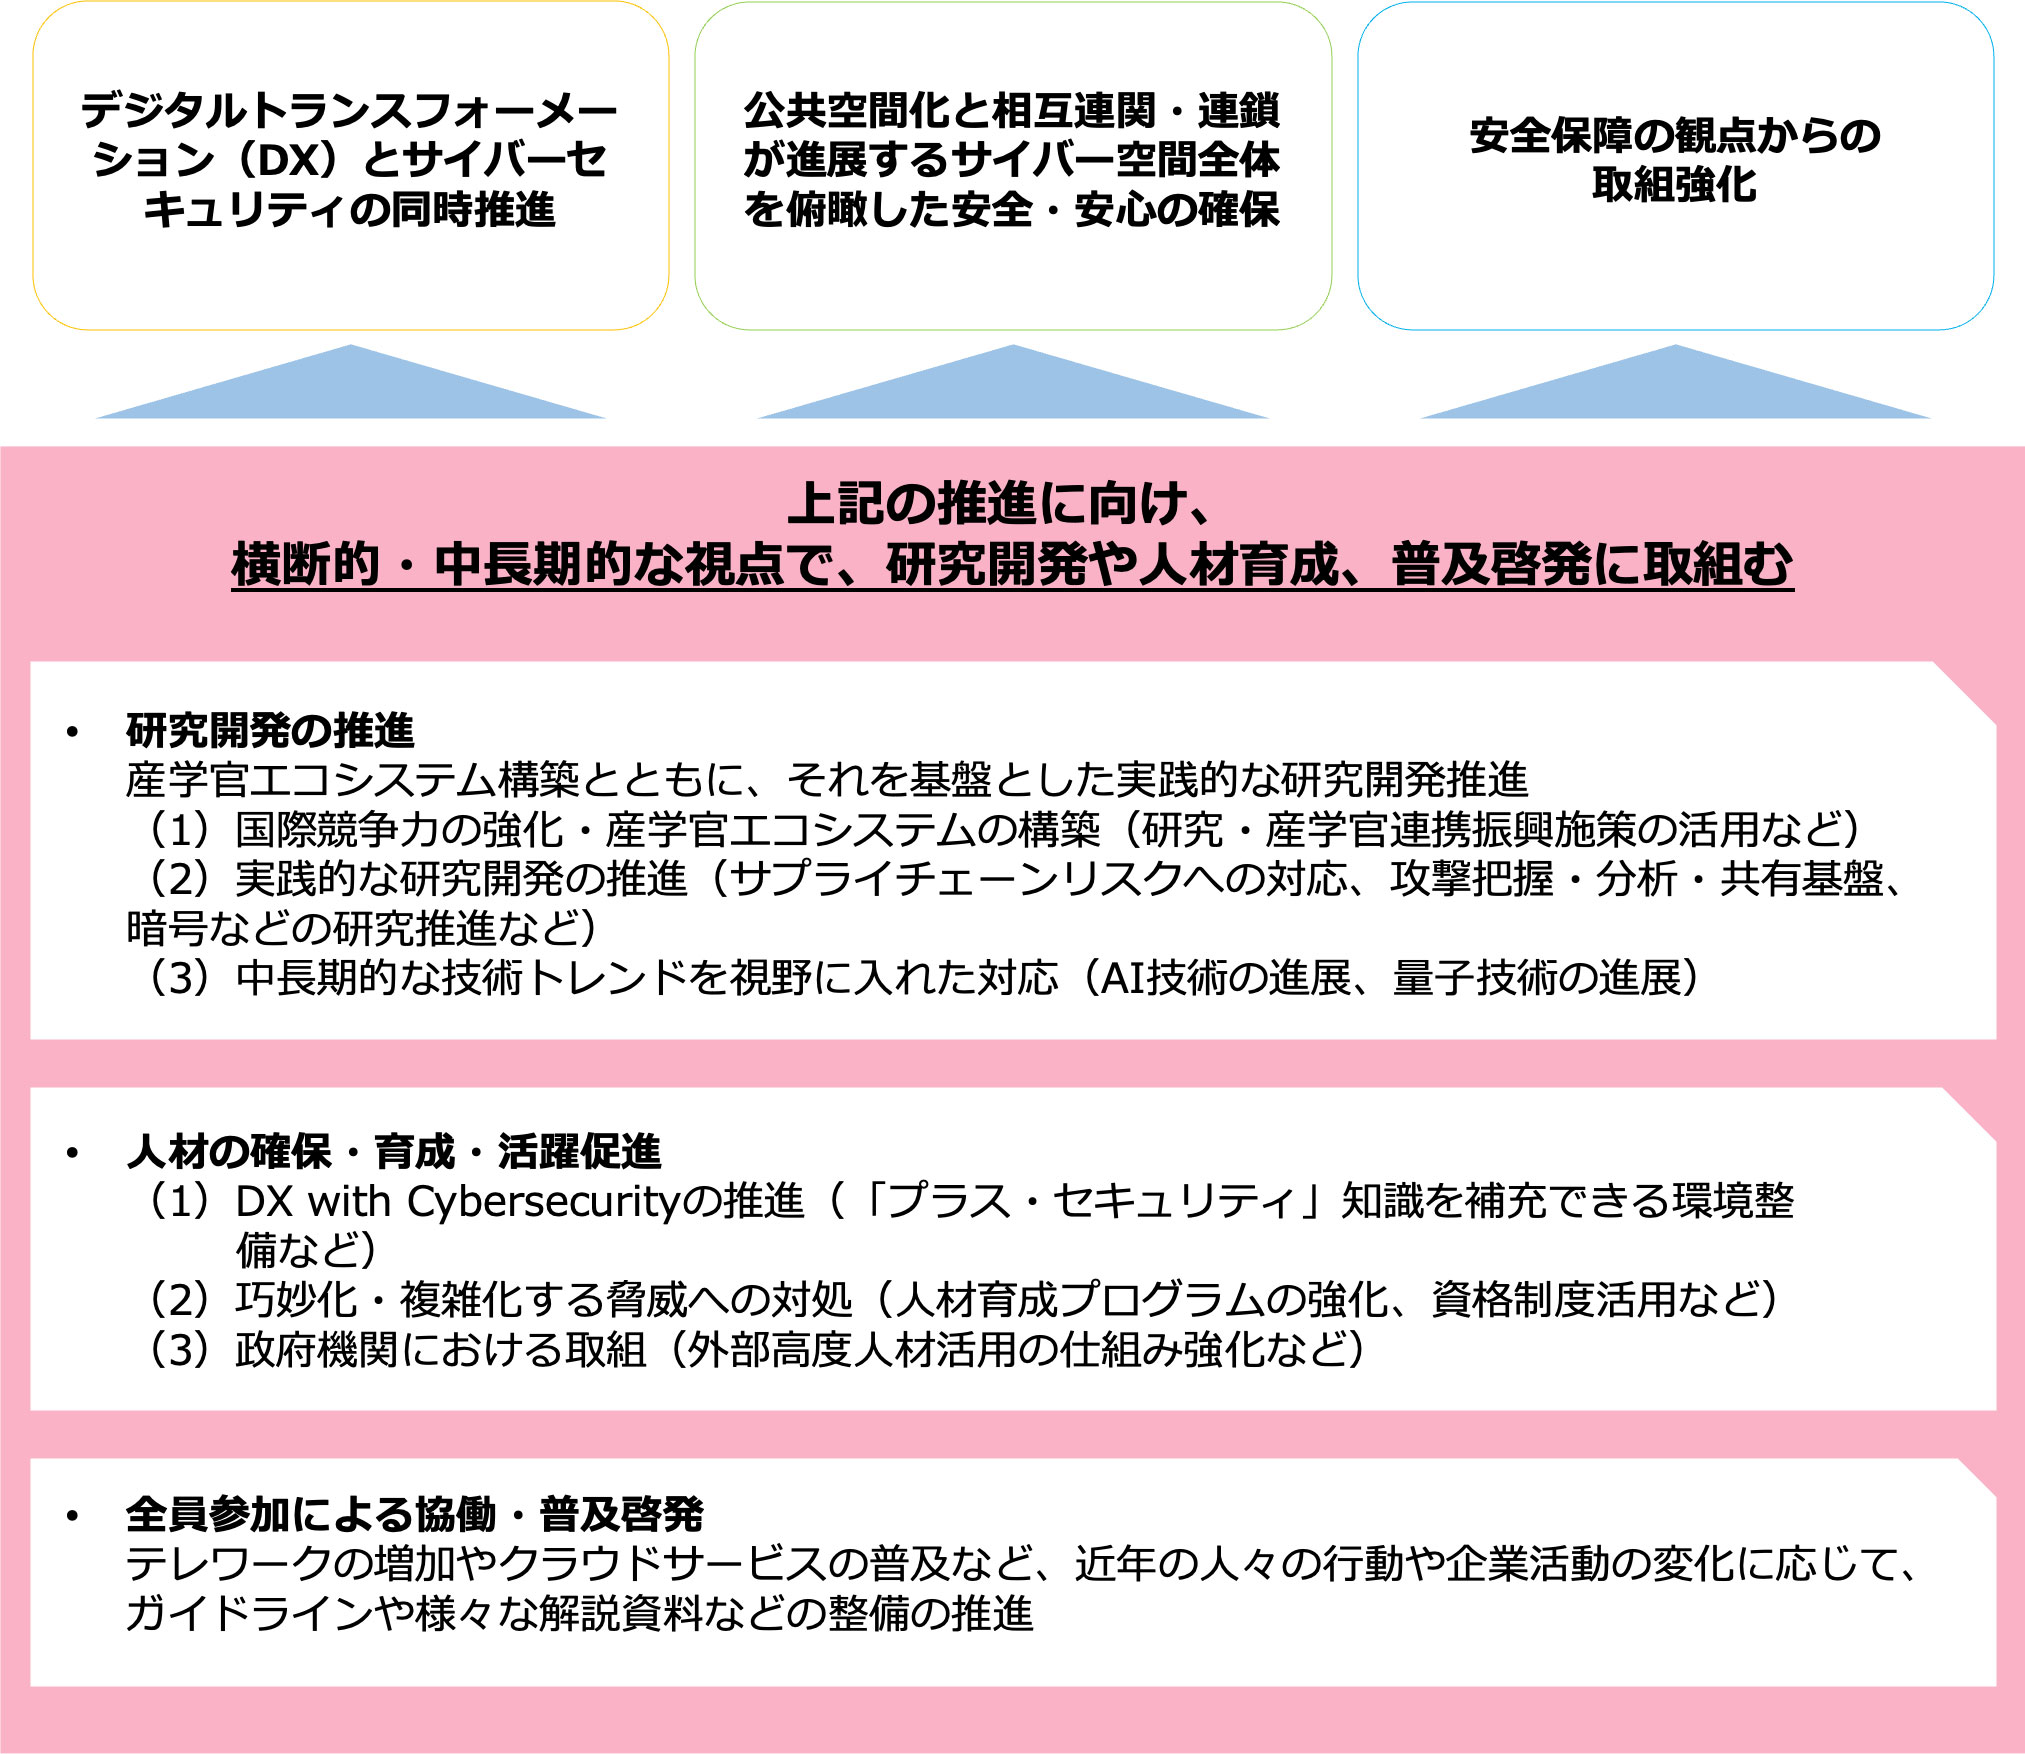 デジタルトランスフォーメー
ション（DX）とサイバーセ
キュリティの同時推進
公共空間化と相互連関・連鎖
が進展するサイバー空間全体
を俯瞰した安全・安心の確保
安全保障の観点からの
取組強化
上記の推進に向け、
横断的・中長期的な視点で、研究開発や人材育成、普及啓発に取組む
• 研究開発の推進
産学官エコシステム構築とともに、それを基盤とした実践的な研究開発推進
（1）国際競争力の強化・産学官エコシステムの構築（研究・産学官連携振興施策の活用など）
（2）実践的な研究開発の推進（サプライチェーンリスクへの対応、攻撃把握・分析・共有基盤、
暗号などの研究推進など）
（3）中長期的な技術トレンドを視野に入れた対応（AI技術の進展、量子技術の進展）
• 人材の確保・育成・活躍促進
（1）DX with Cybersecurityの推進（「プラス・セキュリティ」知識を補充できる環境整
備など）
（2）巧妙化・複雑化する脅威への対処（人材育成プログラムの強化、資格制度活用など）
（3）政府機関における取組（外部高度人材活用の仕組み強化など）
• 全員参加による協働・普及啓発
テレワークの増加やクラウドサービスの普及など、近年の人々の行動や企業活動の変化に応じて、
ガイドラインや様々な解説資料などの整備の推進